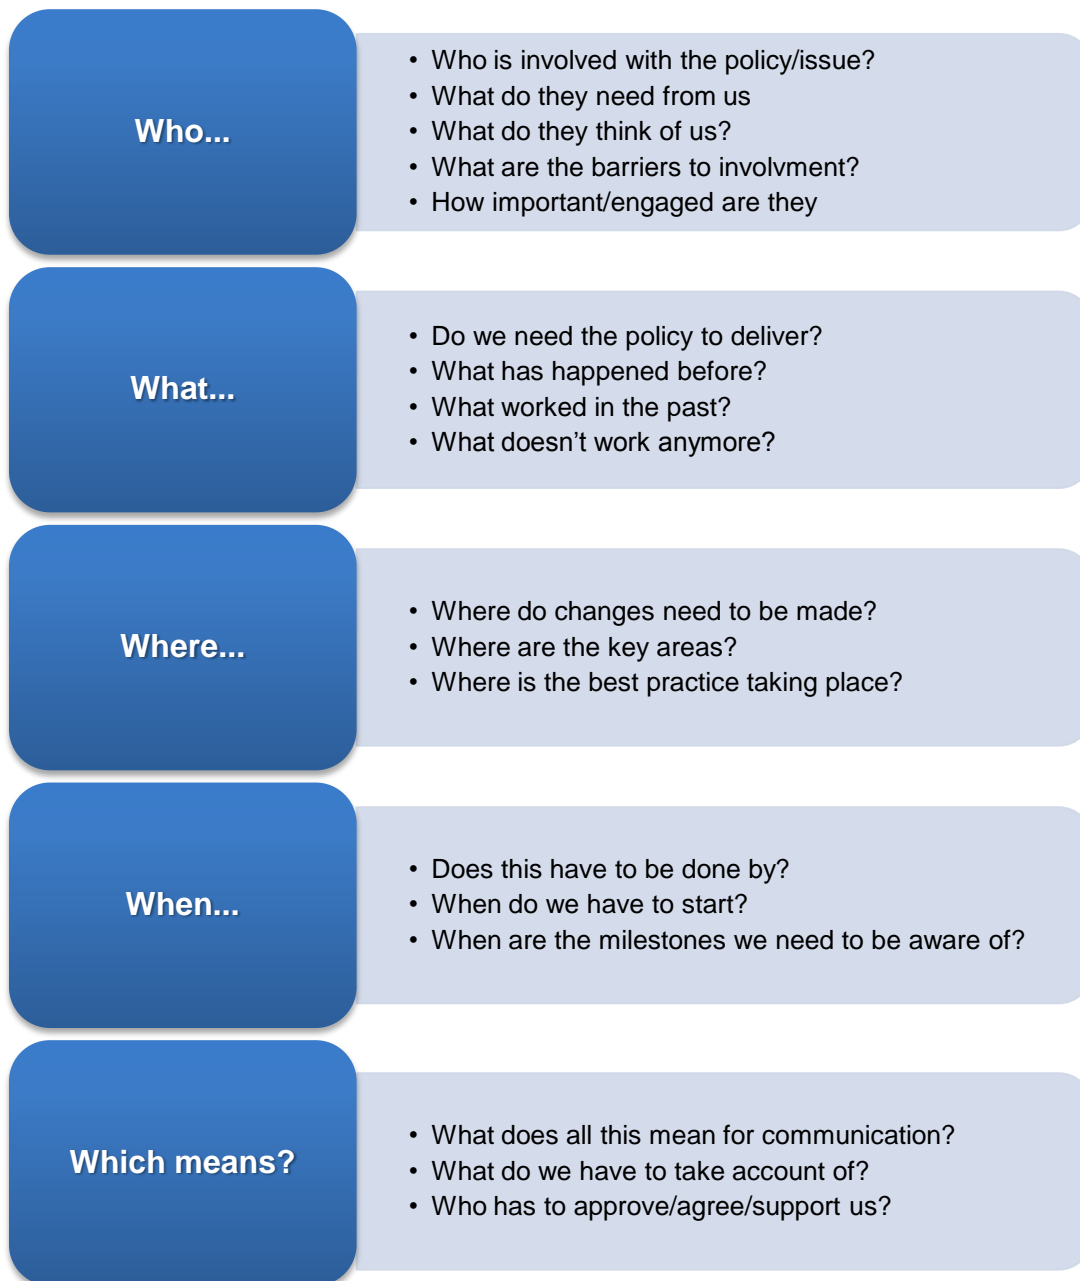 Who...
• Who is involved with the policy/issue?
• What do they need from us
• What do they think of us?
• What are the barriers to involvment?
• How important/engaged are they
What...
• Do we need the policy to deliver?
• What has happened before?
• What worked in the past?
• What doesn’t work anymore?
Where...
• Where do changes need to be made?
• Where are the key areas?
• Where is the best practice taking place?
When...
• Does this have to be done by?
• When do we have to start?
• When are the milestones we need to be aware of?
Which means?
• What does all this mean for communication?
• What do we have to take account of?
• Who has to approve/agree/support us?